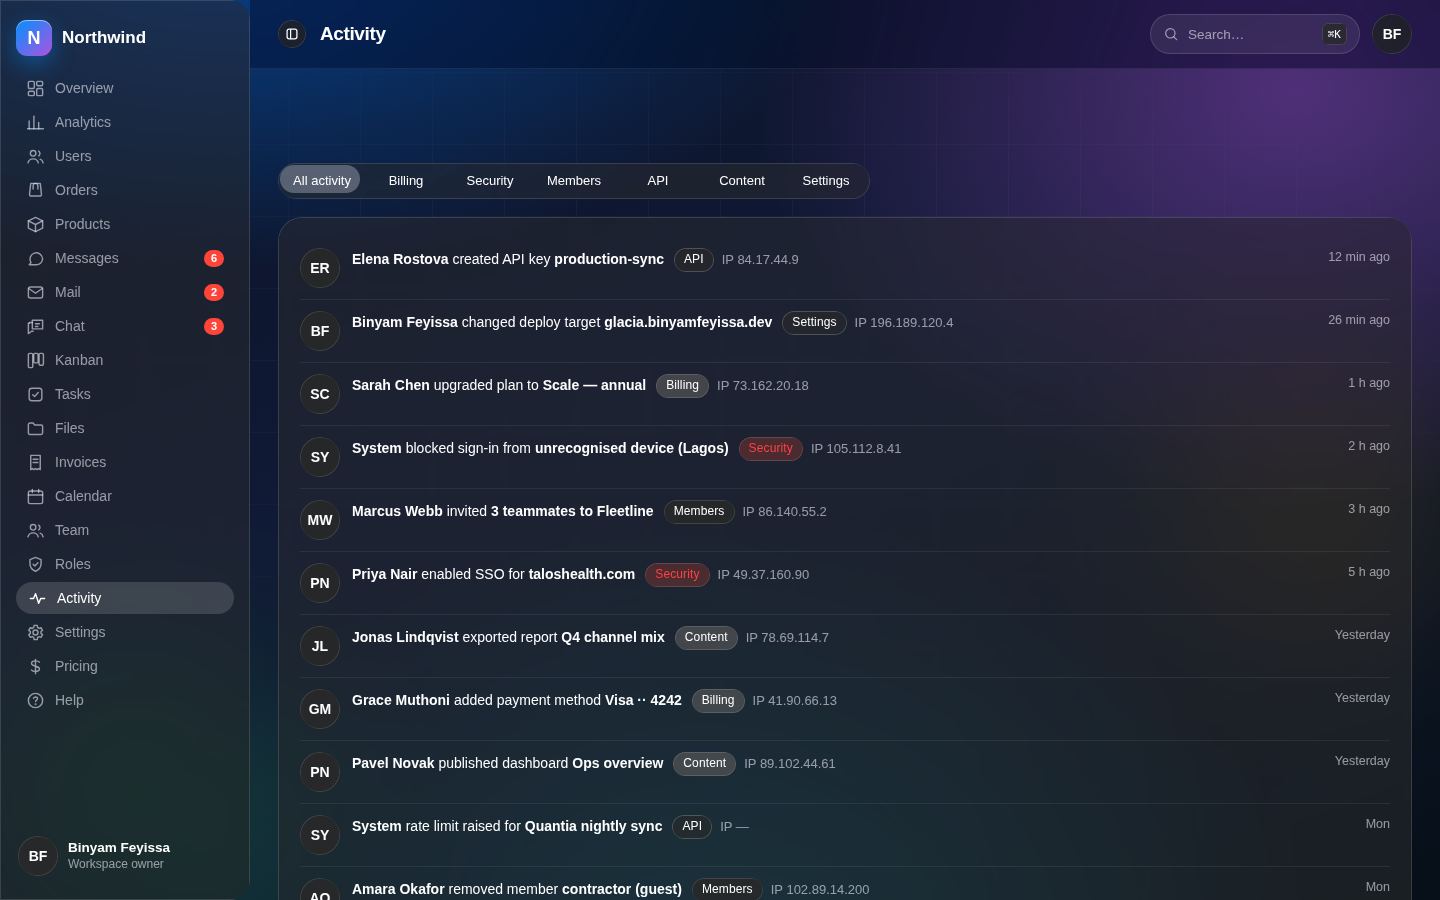 N Northwind
Overview
Analytics
Users
Orders
Products
Messages 6
Mail 2
Chat 3
Kanban
Tasks
Files
Invoices
Calendar
Team
Roles
Activity
Settings
Pricing
Help
BF Binyam Feyissa
Workspace owner
Activity
Search… ⌘K BF
All activity Billing Security Members API Content Settings
ER Elena Rostova created API key production-sync API IP 84.17.44.9 12 min ago
BF Binyam Feyissa changed deploy target glacia.binyamfeyissa.dev Settings IP 196.189.120.4 26 min ago
SC Sarah Chen upgraded plan to Scale — annual Billing IP 73.162.20.18 1 h ago
SY System blocked sign-in from unrecognised device (Lagos) Security IP 105.112.8.41 2 h ago
MW Marcus Webb invited 3 teammates to Fleetline Members IP 86.140.55.2 3 h ago
PN Priya Nair enabled SSO for taloshealth.com Security IP 49.37.160.90 5 h ago
JL Jonas Lindqvist exported report Q4 channel mix Content IP 78.69.114.7 Yesterday
GM Grace Muthoni added payment method Visa ·· 4242 Billing IP 41.90.66.13 Yesterday
PN Pavel Novak published dashboard Ops overview Content IP 89.102.44.61 Yesterday
SY System rate limit raised for Quantia nightly sync API IP — Mon
AO Amara Okafor removed member contractor (guest) Members IP 102.89.14.200 Mon